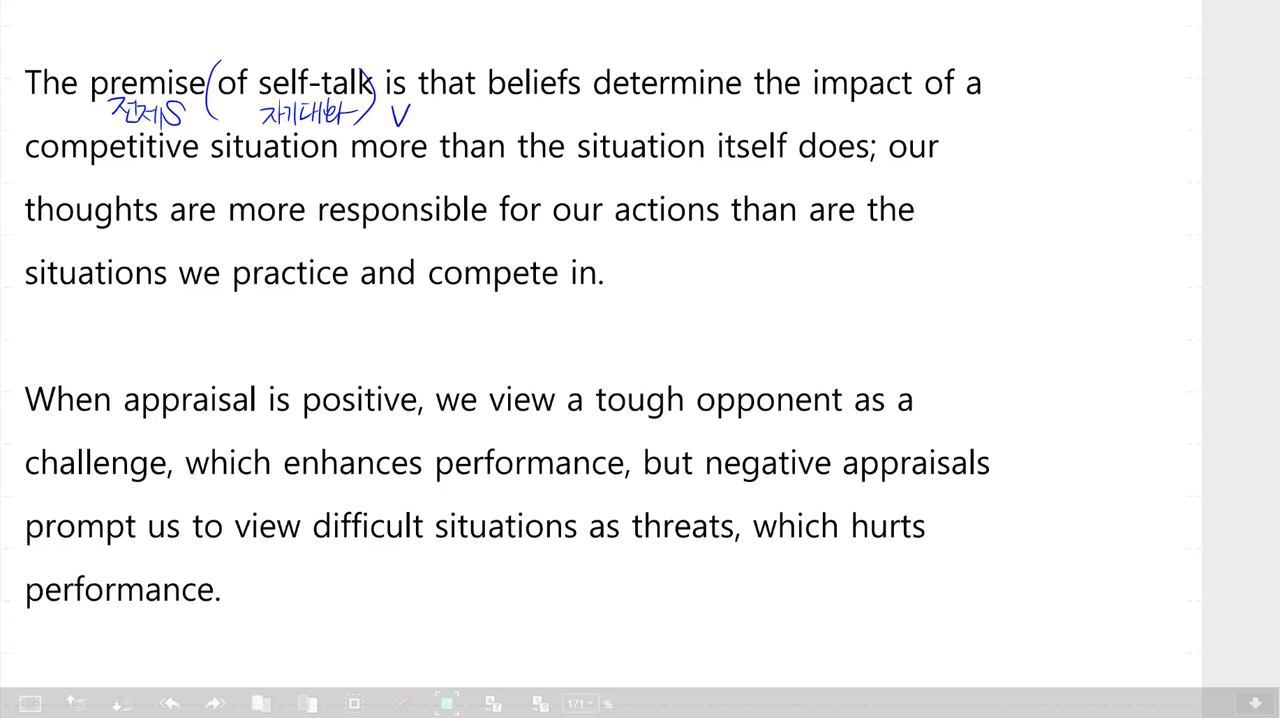 The premise (of self-talk) is that beliefs determine the impact of a
전제 S 자기대화 V
competitive situation more than the situation itself does; our
thoughts are more responsible for our actions than are the
situations we practice and compete in.
When appraisal is positive, we view a tough opponent as a
challenge, which enhances performance, but negative appraisals
prompt us to view difficult situations as threats, which hurts
performance.
171 %